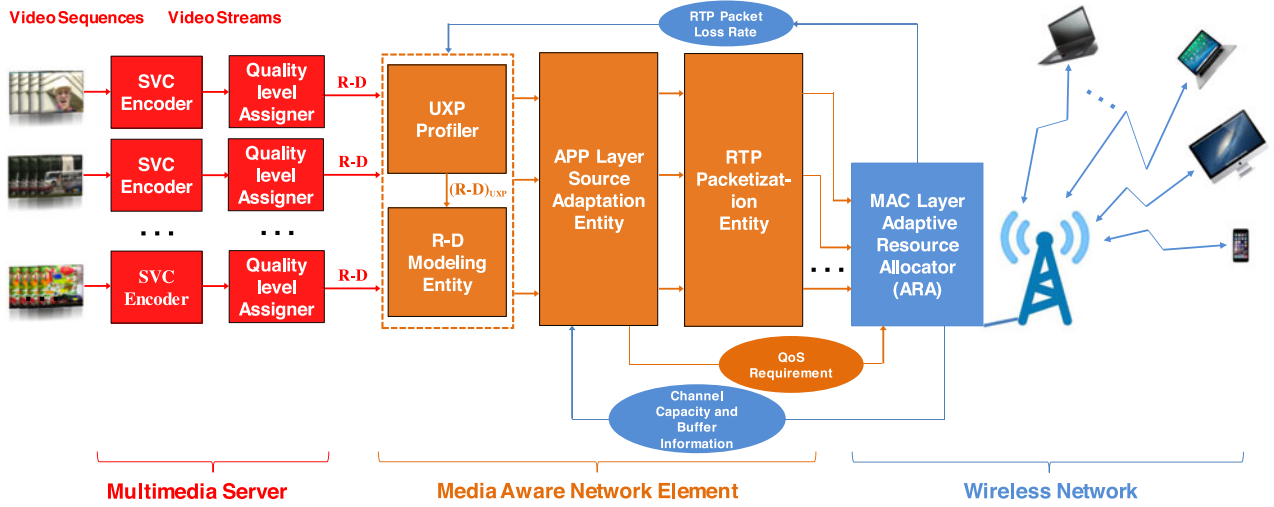 Video Sequences
Video Streams
RTP Packet
Loss Rate
SVC
Encoder
Quality
level
Assigner
R-D
SVC
Encoder
Quality
level
Assigner
R-D
...
...
SVC
Encoder
Quality
level
Assigner
R-D
UXP
Profiler
(R-D)UXP
R-D
Modeling
Entity
APP Layer
Source
Adaptation
Entity
RTP
Packetizat-
ion Entity
...
MAC Layer
Adaptive
Resource
Allocator
(ARA)
....
QoS
Requirement
Channel
Capacity and
Buffer
Information
Multimedia Server
Media Aware Network Element
Wireless Network